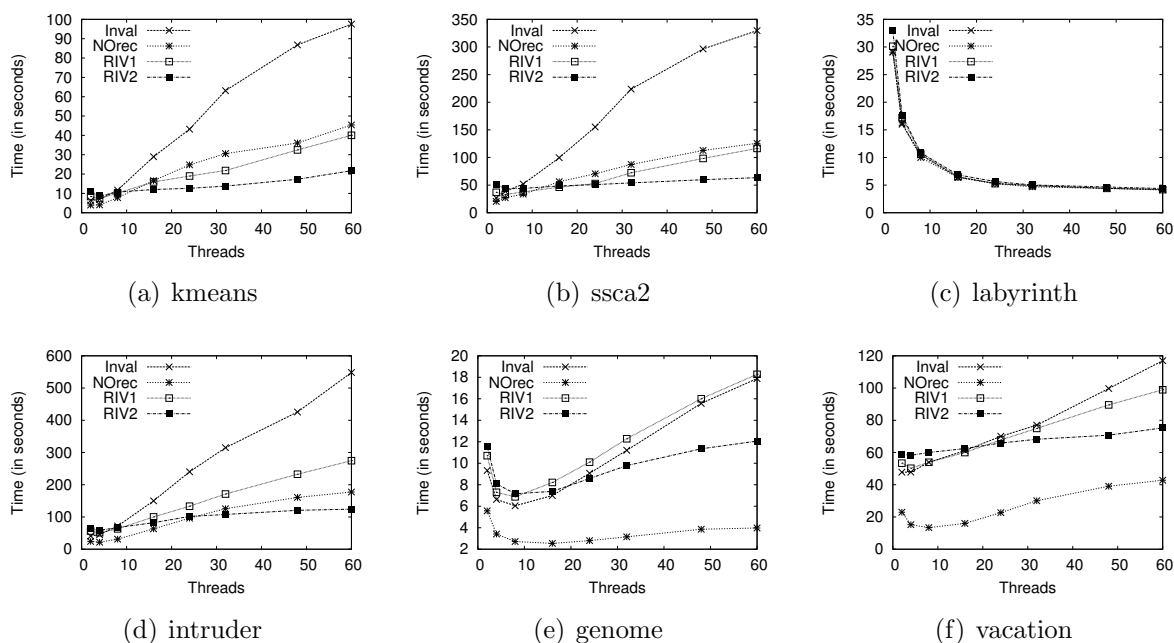 100
90
80
70
60
50
40
30
20
10
0
0 10 20 30 40 50 60
Time (in seconds)
Threads
Inval
NOrec
RIV1
RIV2
(a) kmeans
350
300
250
200
150
100
50
0
0 10 20 30 40 50 60
Time (in seconds)
Threads
Inval
NOrec
RIV1
RIV2
(b) ssca2
35
30
25
20
15
10
5
0
0 10 20 30 40 50 60
Time (in seconds)
Threads
Inval
NOrec
RIV1
RIV2
(c) labyrinth
600
500
400
300
200
100
0
0 10 20 30 40 50 60
Time (in seconds)
Threads
Inval
NOrec
RIV1
RIV2
(d) intruder
20
18
16
14
12
10
8
6
4
2
0 10 20 30 40 50 60
Time (in seconds)
Threads
Inval
NOrec
RIV1
RIV2
(e) genome
120
100
80
60
40
20
0
0 10 20 30 40 50 60
Time (in seconds)
Threads
Inval
NOrec
RIV1
RIV2
(f) vacation